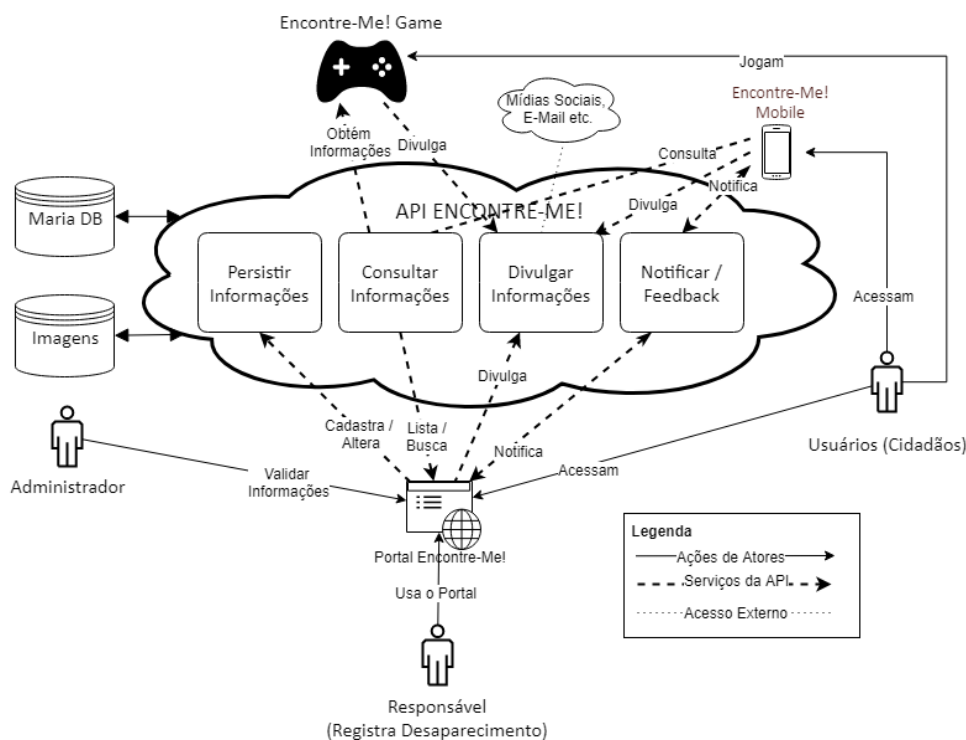 Encontre-Me! Game
Jogam
Mídias Sociais,
E-Mail etc.
Encontre-Me!
Mobile
Obtém
Informações
Divulga
Consulta
Notifica
Divulga
Maria DB
API ENCONTRE-ME!
Persistir
Informações
Consultar
Informações
Divulgar
Informações
Notificar /
Feedback
Imagens
Acessam
Divulga
Cadastra /
Altera
Lista /
Busca
Notifica
Acessam
Usuários (Cidadãos)
Administrador
Validar
Informações
Portal Encontre-Me!
Usa o Portal
Legenda
Ações de Atores
Serviços da API
Acesso Externo
Responsável
(Registra Desaparecimento)